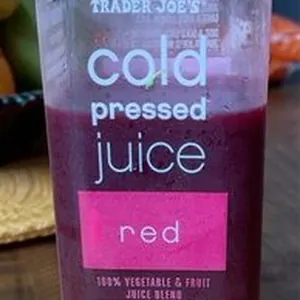 TRADER JOE'S
cold
pressed
juice
red
100% VEGETABLE & FRUIT
JUICE BLEND